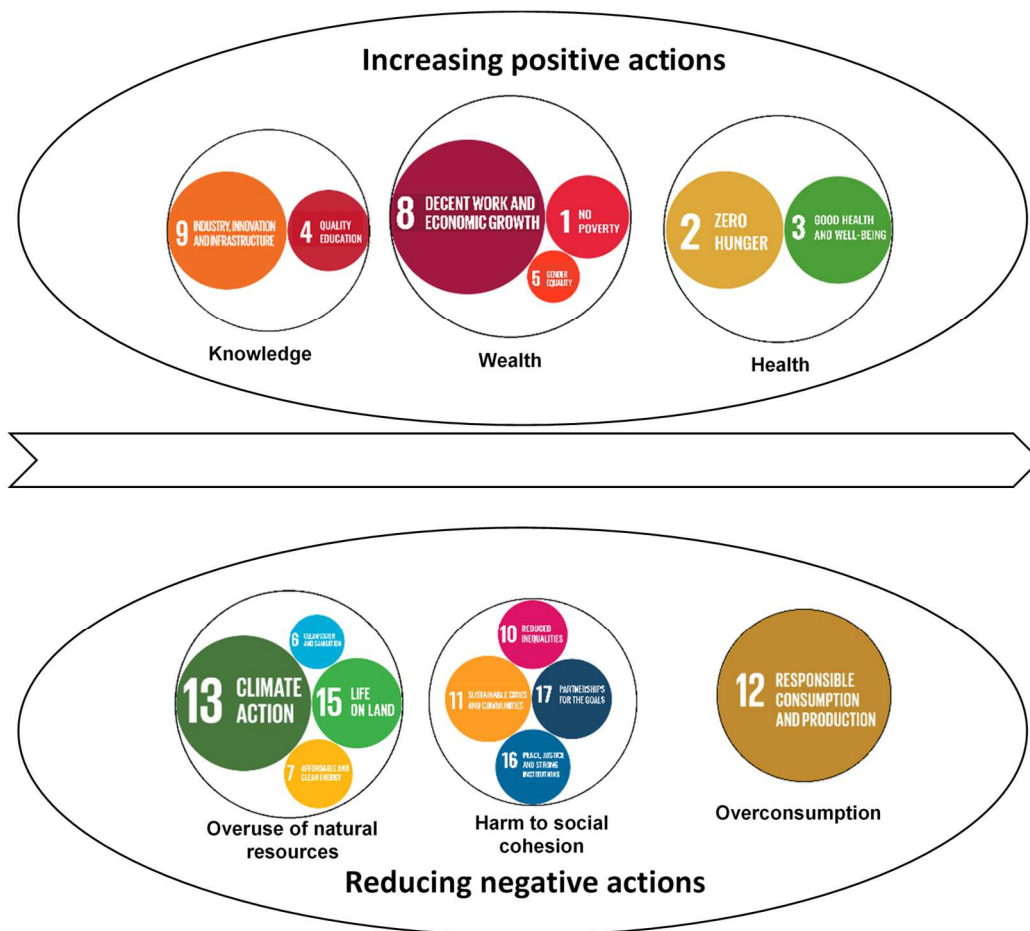 Increasing positive actions
9 INDUSTRY, INNOVATION
AND INFRASTRUCTURE
4 QUALITY
EDUCATION
Knowledge
8 DECENT WORK AND
ECONOMIC GROWTH
1 NO
POVERTY
5 GENDER
EQUALITY
Wealth
2 ZERO
HUNGER
3 GOOD HEALTH
AND WELL-BEING
Health
13 CLIMATE
ACTION
6 CLEAN WATER
AND SANITATION
15 LIFE
ON LAND
7 AFFORDABLE AND
CLEAN ENERGY
Overuse of natural
resources
10 REDUCED
INEQUALITIES
11 SUSTAINABLE CITIES
AND COMMUNITIES
17 PARTNERSHIPS
FOR THE GOALS
16 PEACE, JUSTICE
AND STRONG
INSTITUTIONS
Harm to social
cohesion
12 RESPONSIBLE
CONSUMPTION
AND PRODUCTION
Overconsumption
Reducing negative actions